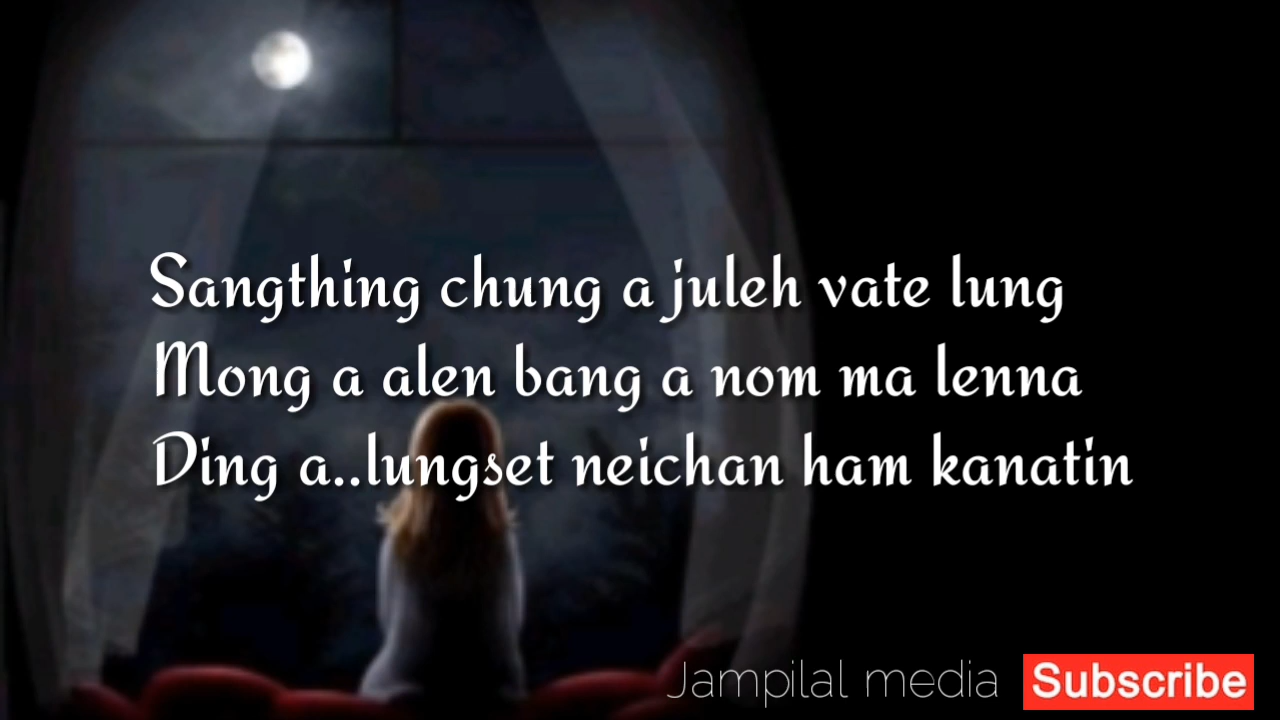 Sangthing chung a juleh vate lung
Mong a alen bang a nom ma lenna
Ding a..lungset neichan ham kanatin
Jampilal media
Subscribe